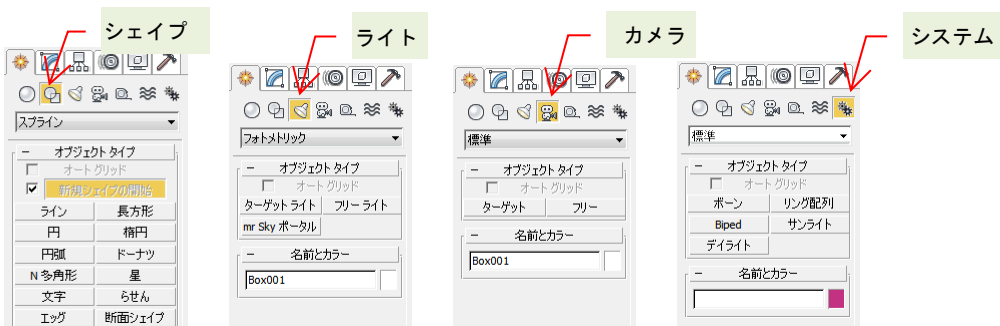 シェイプ
スプライン
オブジェクト タイプ
オート グリッド
新規シェイプの開始
ライン 長方形
円 楕円
円弧 ドーナツ
N 多角形 星
文字 らせん
エッグ 断面シェイプ
ライト
フォトメトリック
オブジェクト タイプ
オート グリッド
ターゲット ライト フリー ライト
mr Sky ポータル
名前とカラー
Box001
カメラ
標準
オブジェクト タイプ
オート グリッド
ターゲット フリー
名前とカラー
Box001
システム
標準
オブジェクト タイプ
オート グリッド
ボーン リング配列
Biped サンライト
デイライト
名前とカラー